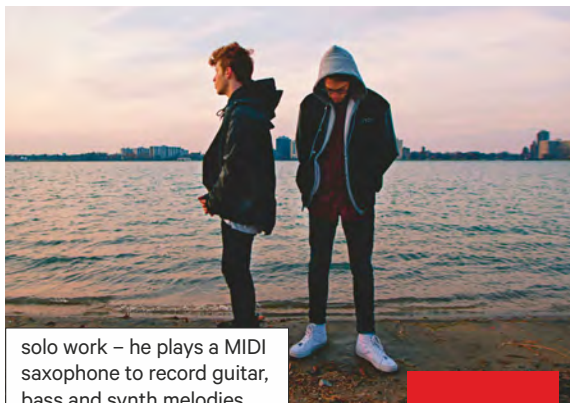 solo work – he plays a MIDI
saxophone to record guitar,
bass and synth melodies